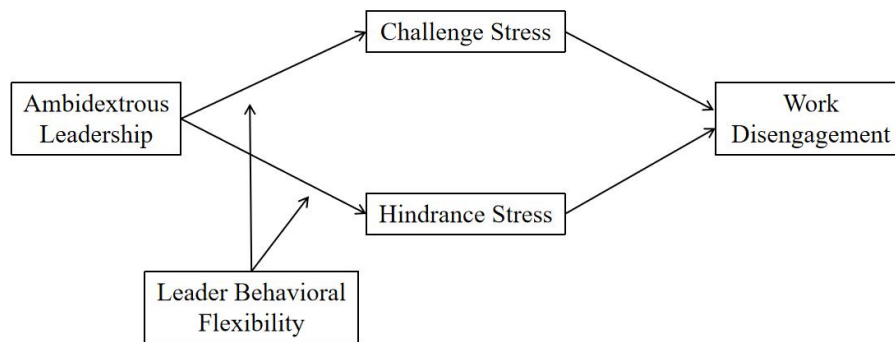 Challenge Stress
Ambidextrous
Leadership
Work
Disengagement
Hindrance Stress
Leader Behavioral
Flexibility